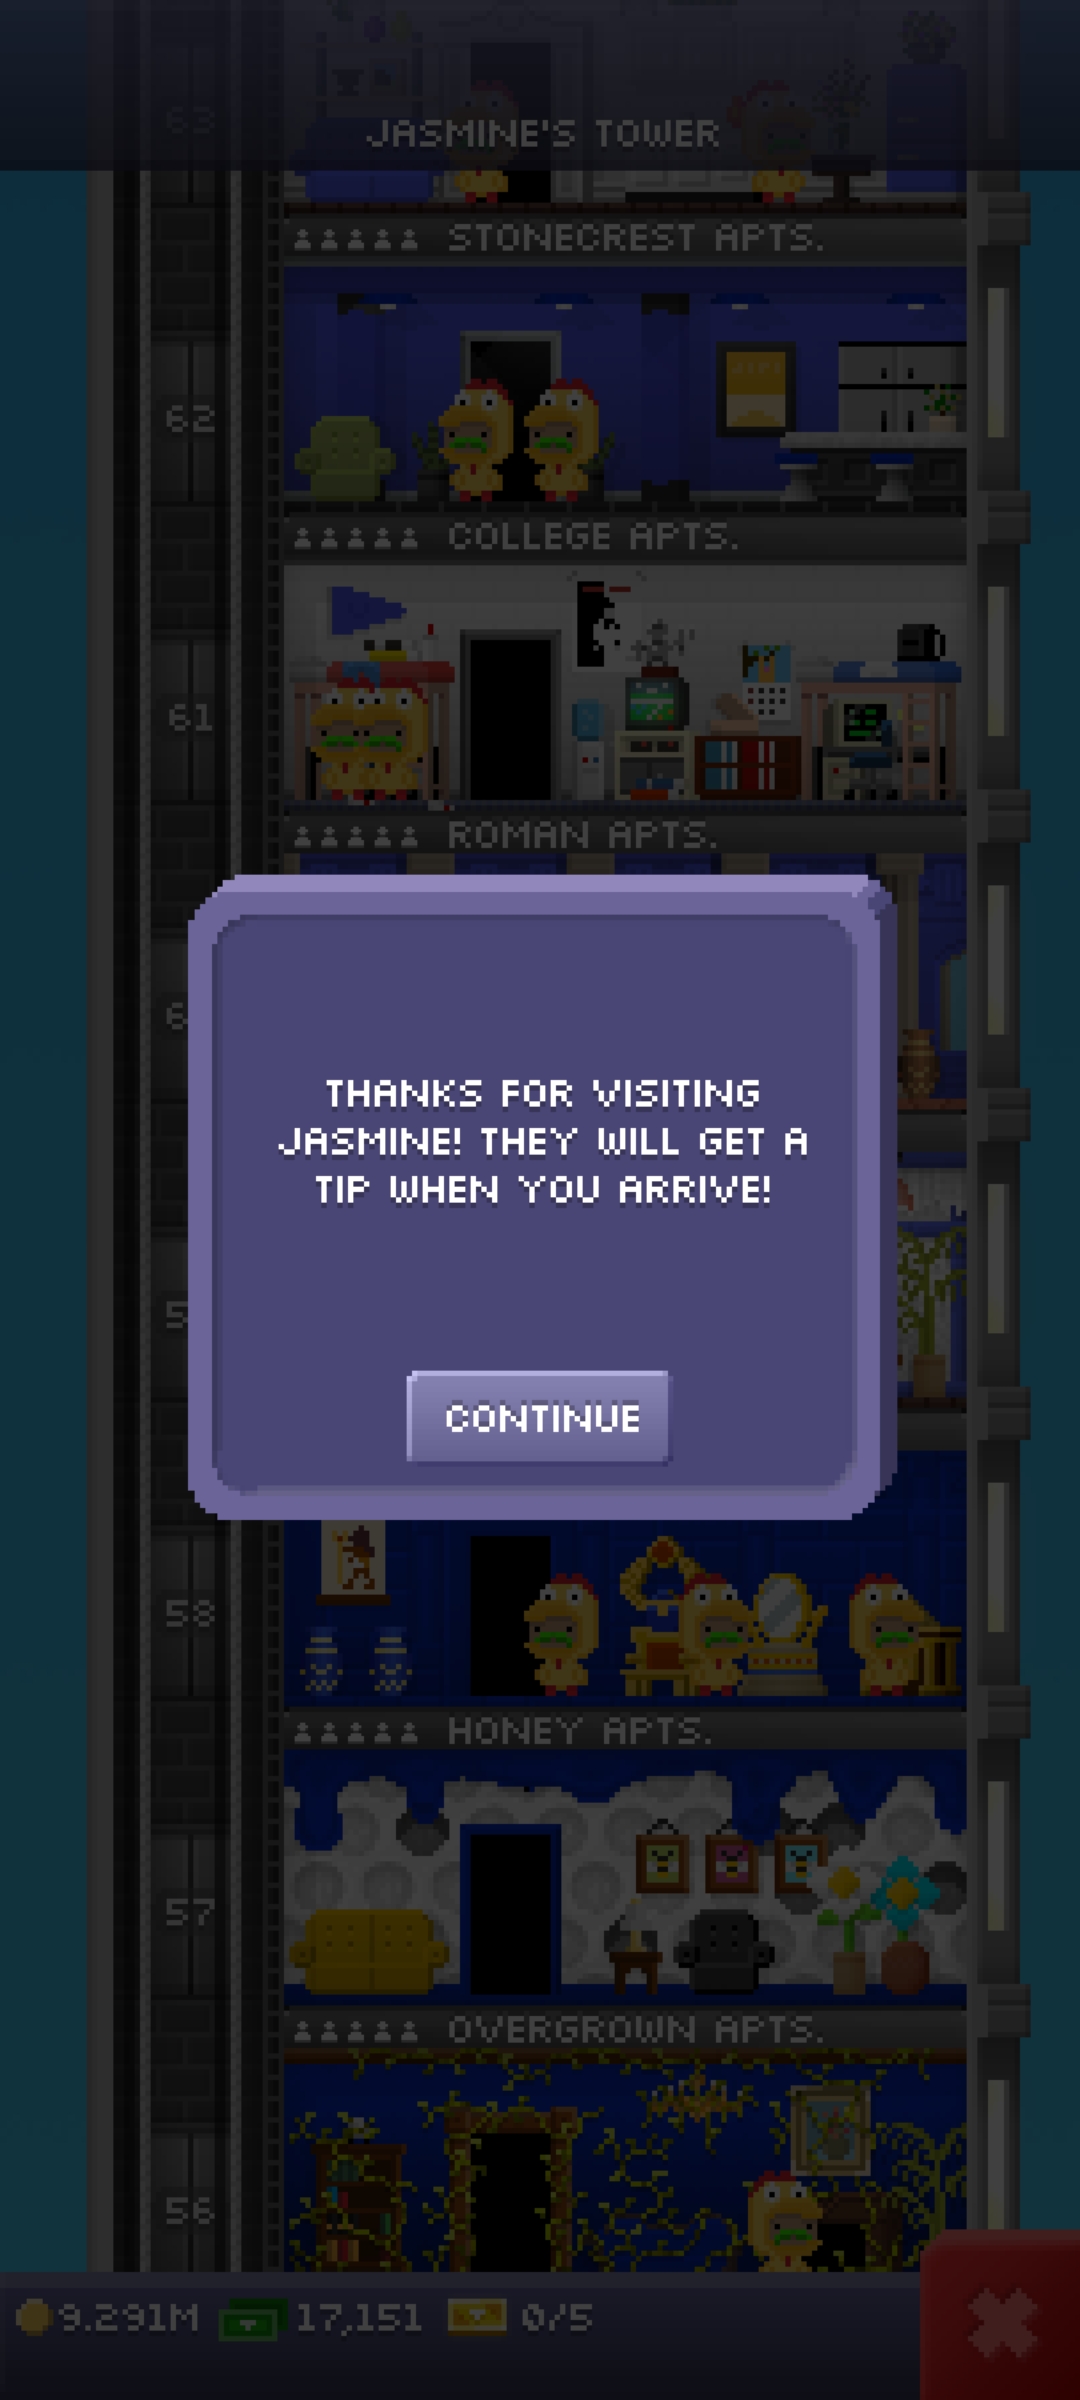 63
JASMINE'S TOWER
STONECREST APTS.
62
COLLEGE APTS.
61
ROMAN APTS.
THANKS FOR VISITING
JASMINE! THEY WILL GET A
TIP WHEN YOU ARRIVE!
CONTINUE
58
HONEY APTS.
57
OVERGROWN APTS.
56
9.291M 17,151 0/5